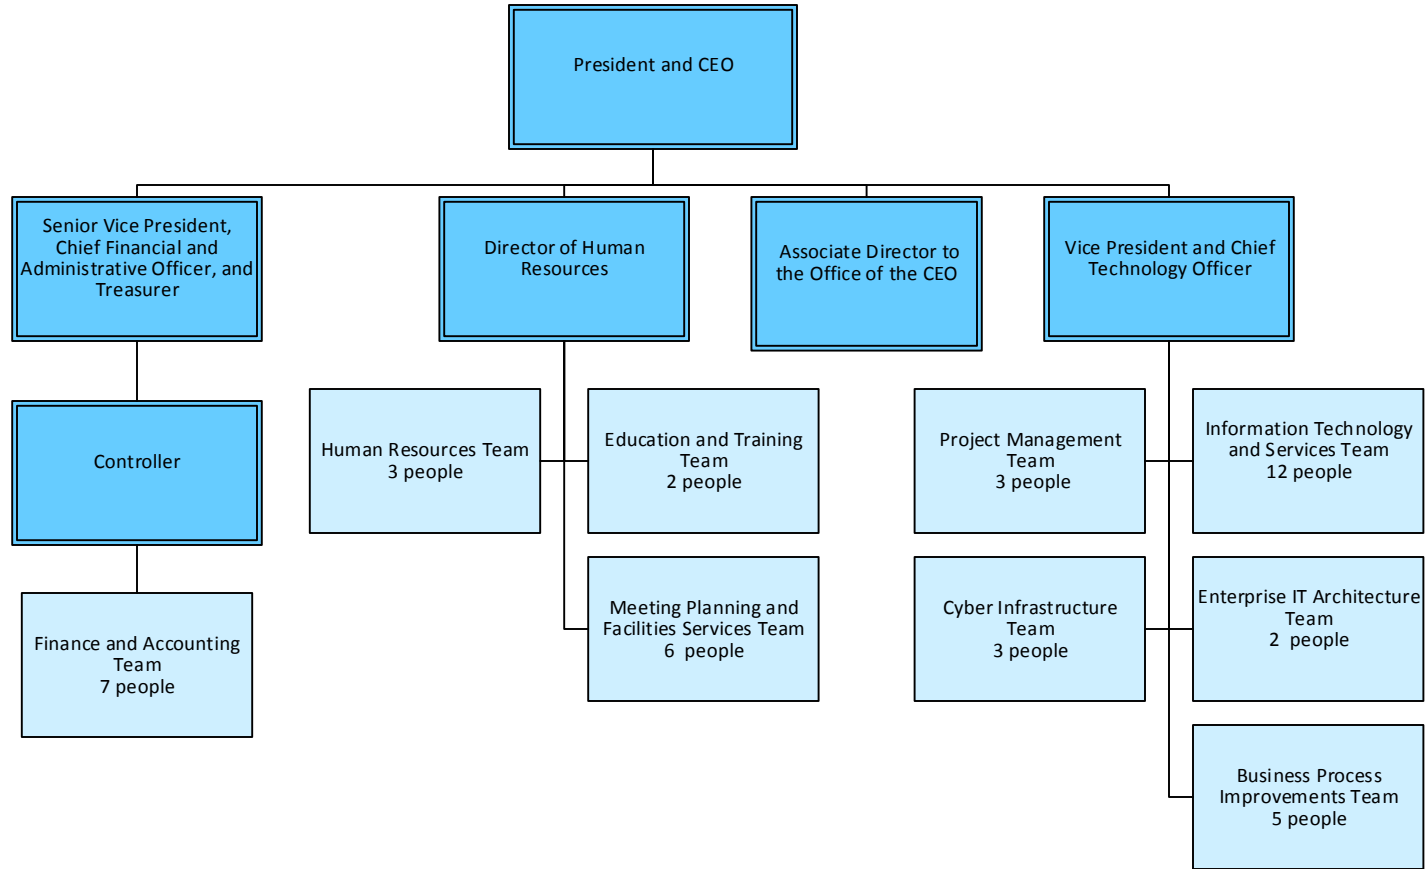 President and CEO
Senior Vice President,
Chief Financial and
Administrative Officer, and
Treasurer
Director of Human
Resources
Associate Director to
the Office of the CEO
Vice President and Chief
Technology Officer
Controller
Human Resources Team
3 people
Education and Training
Team
2 people
Project Management
Team
3 people
Information Technology
and Services Team
12 people
Finance and Accounting
Team
7 people
Meeting Planning and
Facilities Services Team
6 people
Cyber Infrastructure
Team
3 people
Enterprise IT Architecture
Team
2 people
Business Process
Improvements Team
5 people